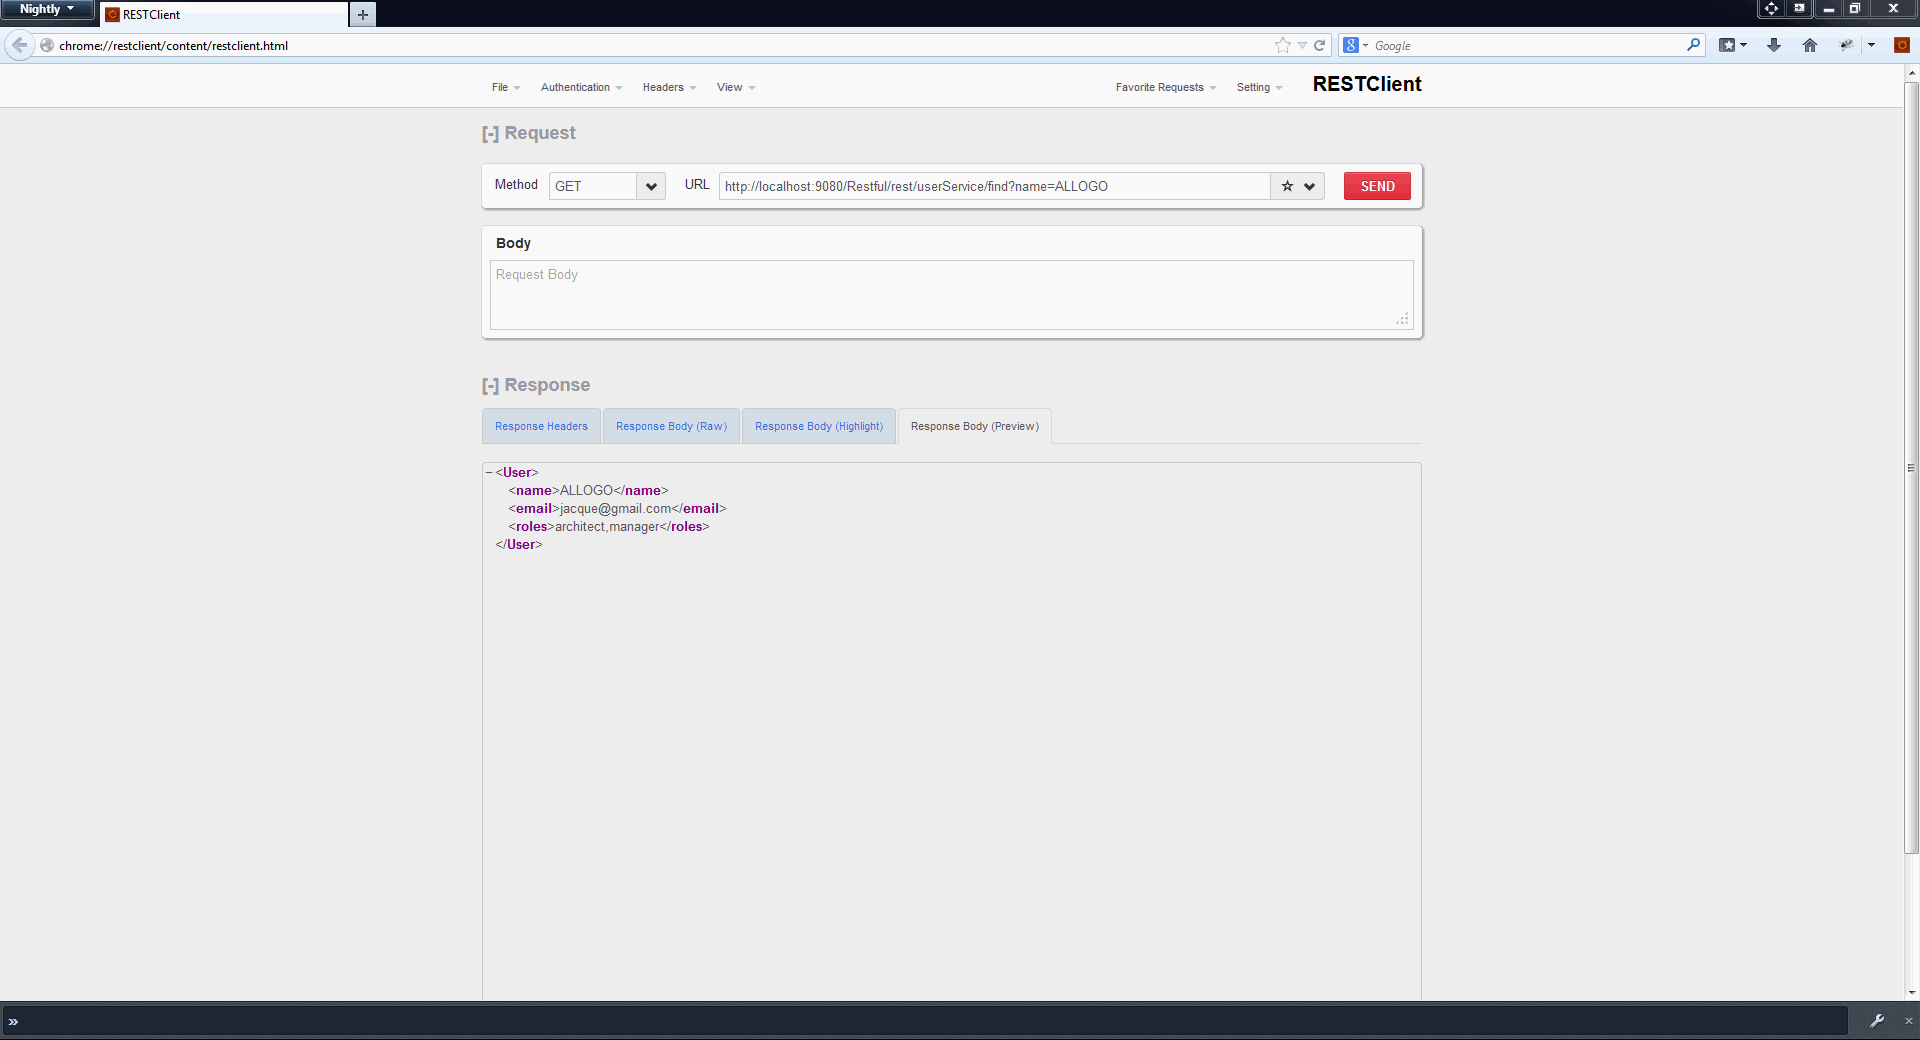 Nightly
RESTClient
chrome://restclient/content/restclient.html
Google
File
Authentication
Headers
View
Favorite Requests
Setting
RESTClient
[-] Request
Method
GET
URL
http://localhost:9080/Restful/rest/userService/find?name=ALLOGO
SEND
Body
Request Body
[-] Response
Response Headers
Response Body (Raw)
Response Body (Highlight)
Response Body (Preview)
−<User>
<name>ALLOGO</name>
<email>jacque@gmail.com</email>
<roles>architect,manager</roles>
</User>
»